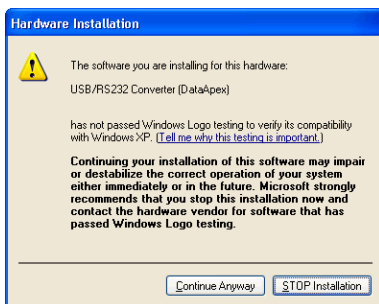 Hardware Installation
The software you are installing for this hardware:
USB/RS232 Converter (DataApex)
has not passed Windows Logo testing to verify its compatibility
with Windows XP. (Tell me why this testing is important.)
Continuing your installation of this software may impair
or destabilize the correct operation of your system
either immediately or in the future. Microsoft strongly
recommends that you stop this installation now and
contact the hardware vendor for software that has
passed Windows Logo testing.
Continue Anyway
STOP Installation